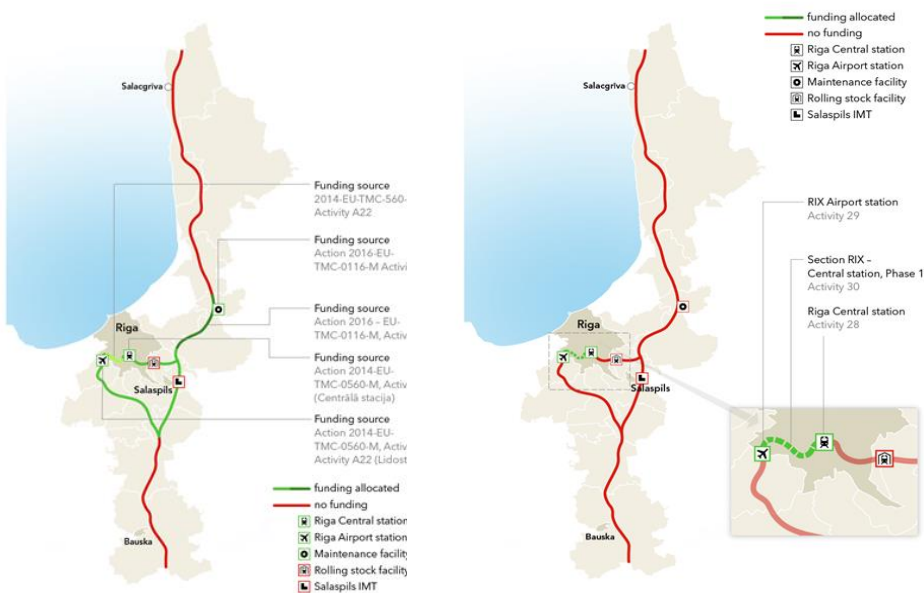 Salacgrīva
Funding source
2014-EU-TMC-560-
Activity A22
Funding source
Action 2016-EU-
TMC-0116-M Activi
Riga
Funding source
Action 2016 – EU-
TMC-0116-M, Activ
Funding source
Action 2014-EU-
TMC-0560-M, Activ
(Centrālā stacija)
Salaspils
Funding source
Action 2014-EU-
TMC-0560-M, Activ
Activity A22 (Lidost
Bauska
funding allocated
no funding
Riga Central station
Riga Airport station
Maintenance facility
Rolling stock facility
Salaspils IMT
funding allocated
no funding
Riga Central station
Riga Airport station
Maintenance facility
Rolling stock facility
Salaspils IMT
Salacgrīva
RIX Airport station
Activity 29
Section RIX –
Central station, Phase 1
Activity 30
Riga Central station
Activity 28
Riga
Salaspils
Bauska